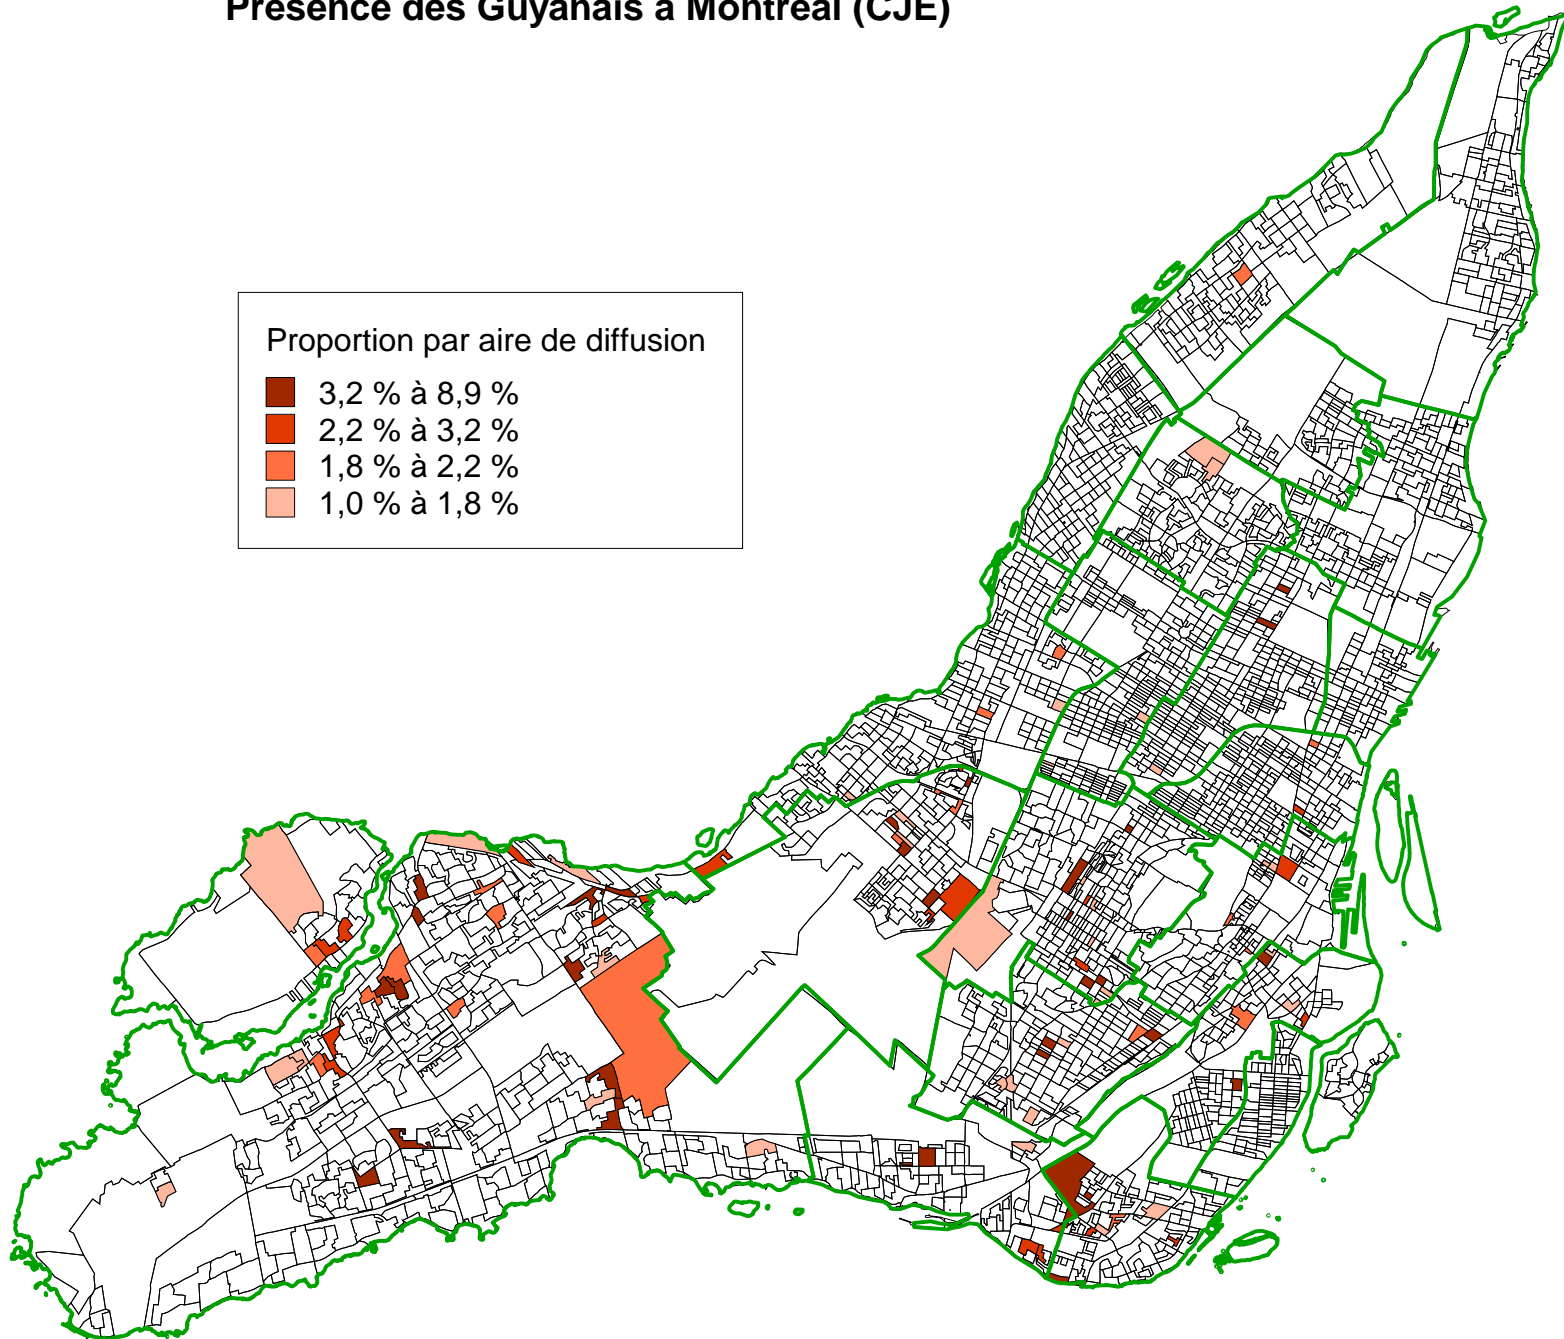 Présence des Guyanais à Montréal (CJE)
Proportion par aire de diffusion
3,2 % à 8,9 %
2,2 % à 3,2 %
1,8 % à 2,2 %
1,0 % à 1,8 %